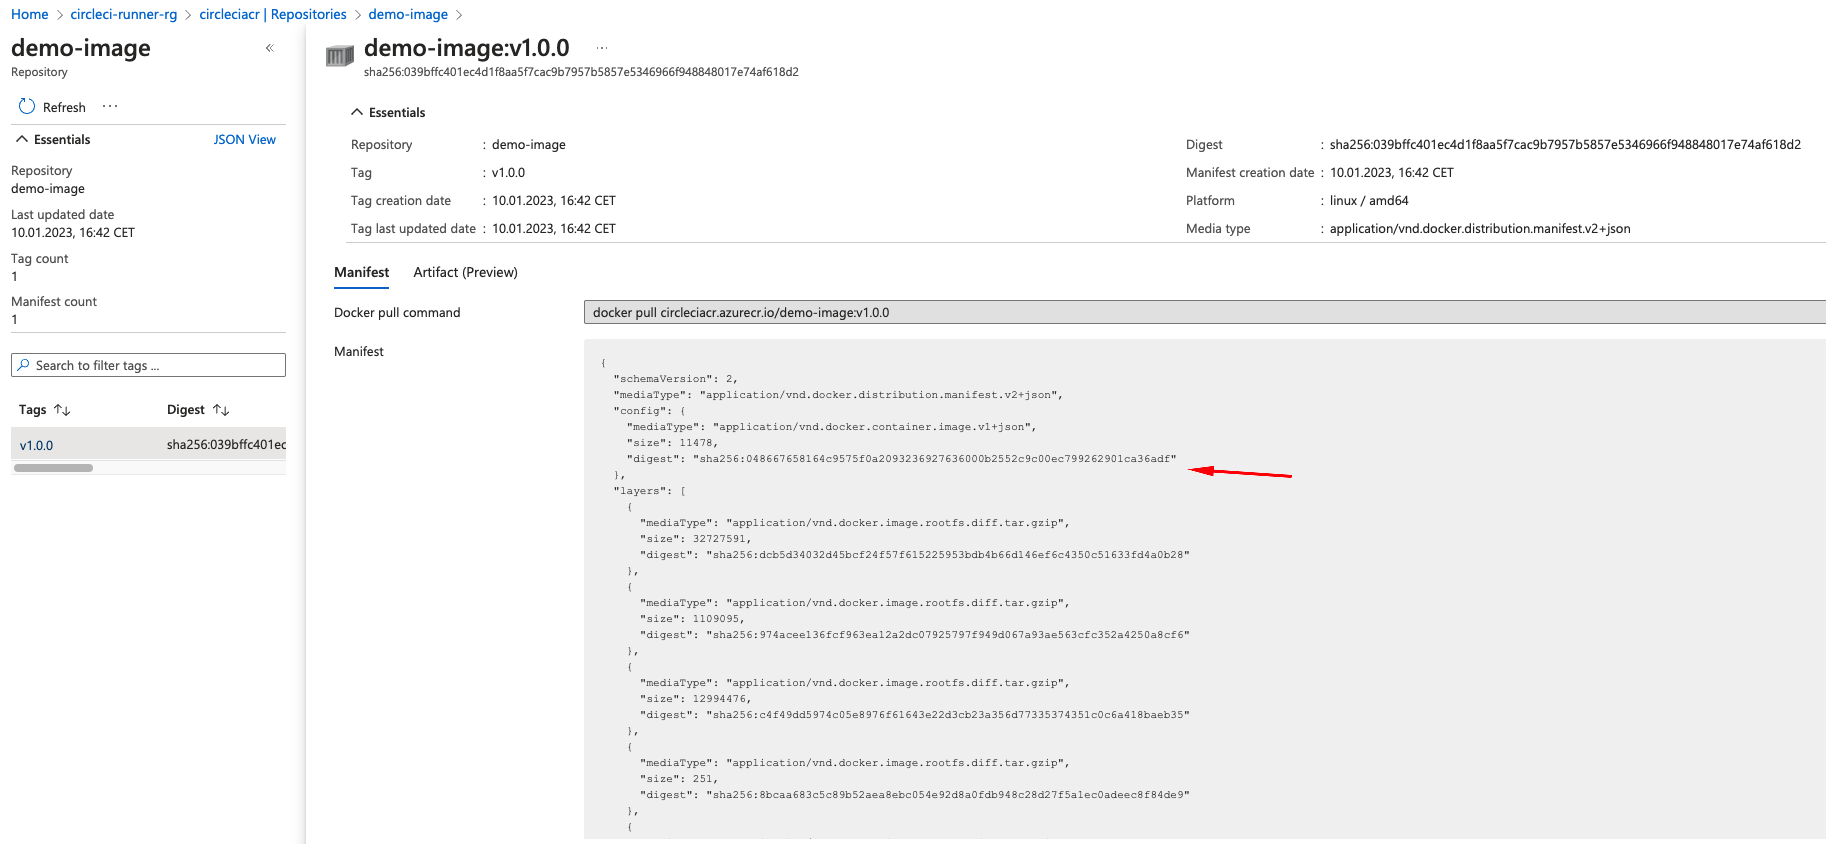 Home > circleci-runner-rg > circleciacr | Repositories > demo-image >
demo-image «
Repository
Refresh ...
Essentials JSON View
Repository
demo-image
Last updated date
10.01.2023, 16:42 CET
Tag count
1
Manifest count
1
Search to filter tags ...
Tags ↑↓ Digest ↑↓
v1.0.0 sha256:039bffc401ec
demo-image:v1.0.0 ...
sha256:039bffc401ec4d1f8aa5f7cac9b7957b5857e5346966f948848017e74af618d2
Essentials
Repository : demo-image
Tag : v1.0.0
Tag creation date : 10.01.2023, 16:42 CET
Tag last updated date : 10.01.2023, 16:42 CET
Digest : sha256:039bffc401ec4d1f8aa5f7cac9b7957b5857e5346966f948848017e74af618d2
Manifest creation date : 10.01.2023, 16:42 CET
Platform : linux / amd64
Media type : application/vnd.docker.distribution.manifest.v2+json
Manifest Artifact (Preview)
Docker pull command docker pull circleciacr.azurecr.io/demo-image:v1.0.0
Manifest
{
"schemaVersion": 2,
"mediaType": "application/vnd.docker.distribution.manifest.v2+json",
"config": {
"mediaType": "application/vnd.docker.container.image.v1+json",
"size": 11478,
"digest": "sha256:048667658164c9575f0a2093236927636000b2552c9c00ec799262901ca36adf"
},
"layers": [
{
"mediaType": "application/vnd.docker.image.rootfs.diff.tar.gzip",
"size": 32727591,
"digest": "sha256:dcb5d34032d45bcf24f57f615225953bdb4b66d146ef6c4350c51633fd4a0b28"
},
{
"mediaType": "application/vnd.docker.image.rootfs.diff.tar.gzip",
"size": 1109095,
"digest": "sha256:974acee136fcf963ea12a2dc07925797f949d067a93ae563cfc352a4250a8cf6"
},
{
"mediaType": "application/vnd.docker.image.rootfs.diff.tar.gzip",
"size": 12994476,
"digest": "sha256:c4f49dd5974c05e8976f61643e22d3cb23a356d77335374351c0c6a418baeb35"
},
{
"mediaType": "application/vnd.docker.image.rootfs.diff.tar.gzip",
"size": 251,
"digest": "sha256:8bcaa683c5c89b52aea8ebc054e92d8a0fdb948c28d27f5a1ec0adeec8f84de9"
},
{